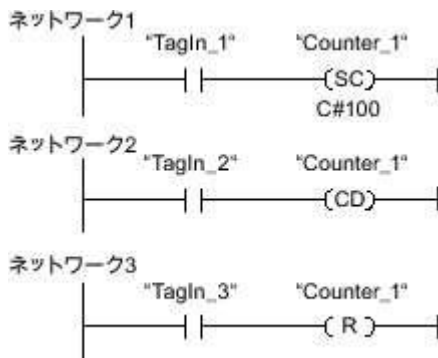 ネットワーク1
"TagIn_1" "Counter_1"
(SC)
C#100
ネットワーク2
"TagIn_2" "Counter_1"
(CD)
ネットワーク3
"TagIn_3" "Counter_1"
( R )